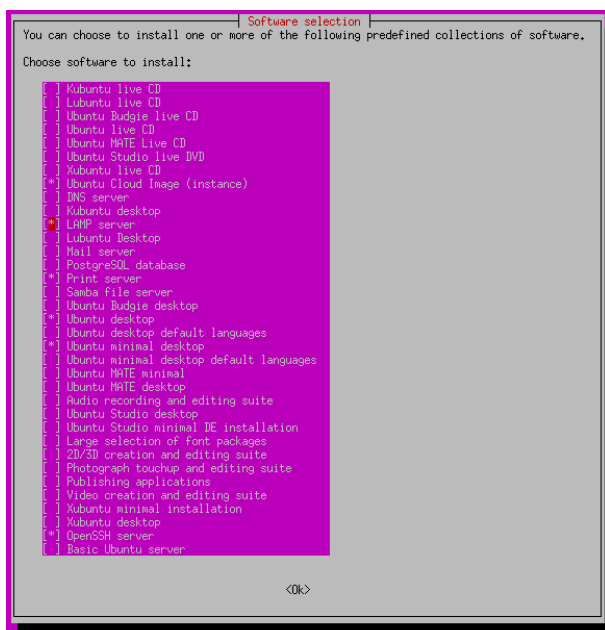 Software selection
You can choose to install one or more of the following predefined collections of software.
Choose software to install:
[ ] Kubuntu live CD
[ ] Lubuntu live CD
[ ] Ubuntu Budgie live CD
[ ] Ubuntu live CD
[ ] Ubuntu MATE Live CD
[ ] Ubuntu Studio live DVD
[ ] Xubuntu live CD
[*] Ubuntu Cloud Image (instance)
[ ] DNS server
[ ] Kubuntu desktop
[*] LAMP server
[ ] Lubuntu Desktop
[ ] Mail server
[ ] PostgreSQL database
[*] Print server
[ ] Samba file server
[ ] Ubuntu Budgie desktop
[*] Ubuntu desktop
[ ] Ubuntu desktop default languages
[*] Ubuntu minimal desktop
[ ] Ubuntu minimal desktop default languages
[ ] Ubuntu MATE minimal
[ ] Ubuntu MATE desktop
[ ] Audio recording and editing suite
[ ] Ubuntu Studio desktop
[ ] Ubuntu Studio minimal DE installation
[ ] Large selection of font packages
[ ] 2D/3D creation and editing suite
[ ] Photograph touchup and editing suite
[ ] Publishing applications
[ ] Video creation and editing suite
[ ] Xubuntu minimal installation
[ ] Xubuntu desktop
[*] OpenSSH server
[ ] Basic Ubuntu server
<Ok>